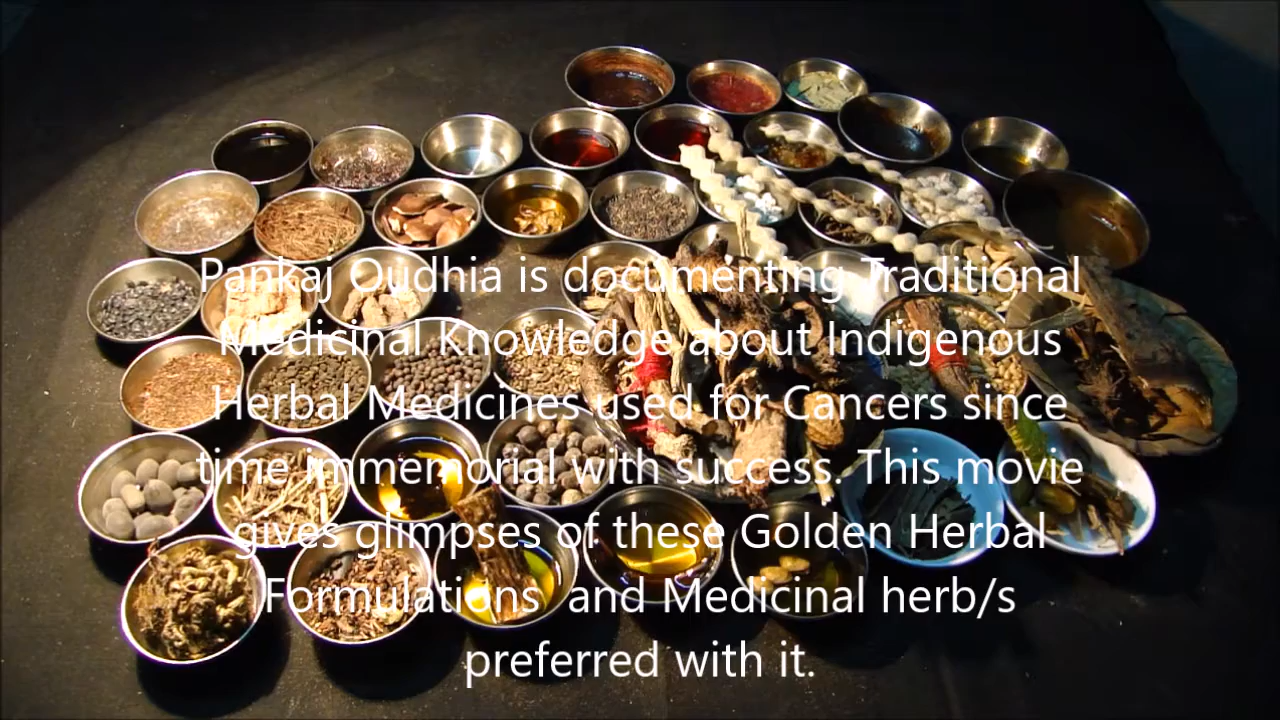 Pankaj Oudhia is documenting Traditional
Medicinal Knowledge about Indigenous
Herbal Medicines used for Cancers since
time immemorial with success. This movie
gives glimpses of these Golden Herbal
Formulations  and Medicinal herb/s
preferred with it.